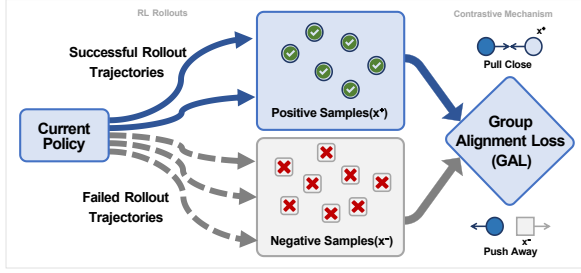 RL Rollouts
Contrastive Mechanism
Successful Rollout
Trajectories
x⁺
Pull Close
Positive Samples(x⁺)
Current
Policy
Group
Alignment Loss
(GAL)
Failed Rollout
Trajectories
Negative Samples(x⁻)
x⁻
Push Away